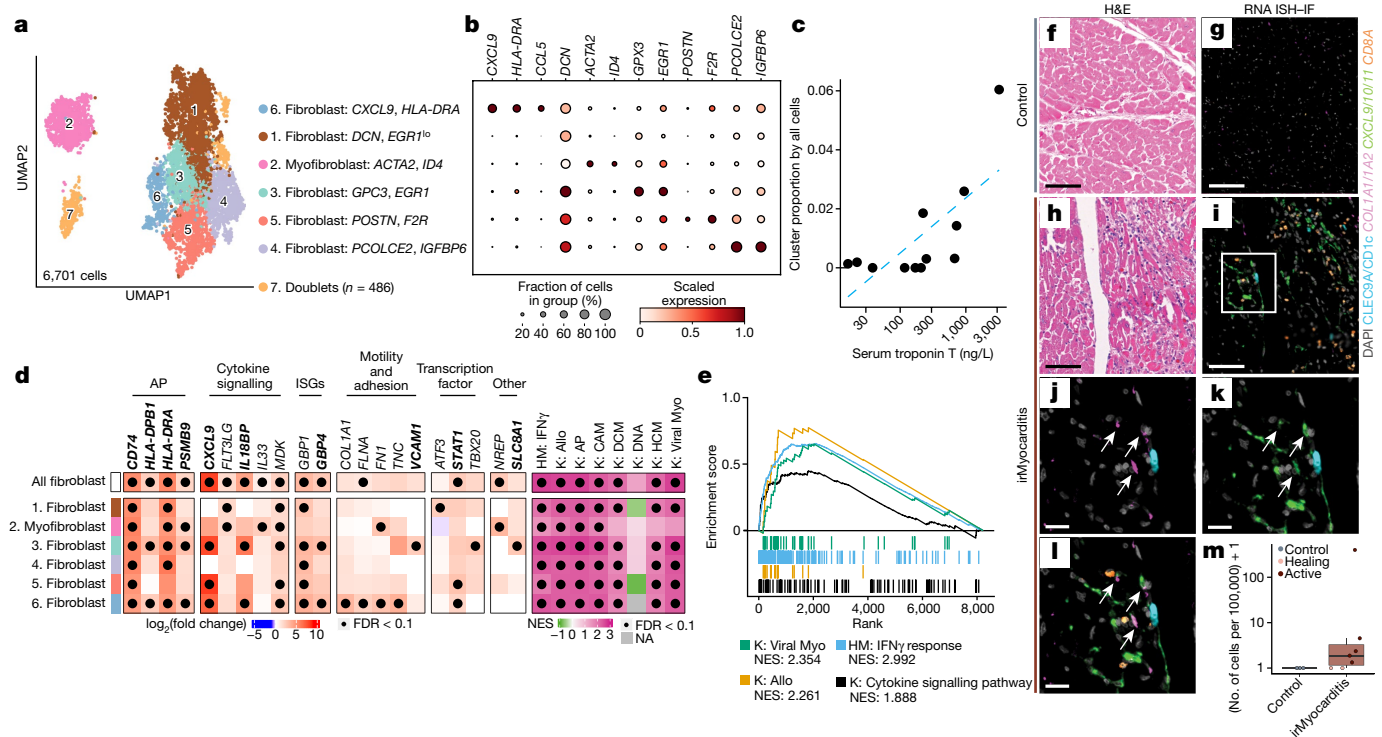 a
UMAP2
UMAP1
6,701 cells
1
2
3
4
5
6
7
6. Fibroblast: CXCL9, HLA-DRA
1. Fibroblast: DCN, EGR1lo
2. Myofibroblast: ACTA2, ID4
3. Fibroblast: GPC3, EGR1
5. Fibroblast: POSTN, F2R
4. Fibroblast: PCOLCE2, IGFBP6
7. Doublets (n = 486)
b
CXCL9
HLA-DRA
CCL5
DCN
ACTA2
ID4
GPX3
EGR1
POSTN
F2R
PCOLCE2
IGFBP6
Fraction of cells
in group (%)
20 40 60 80 100
Scaled
expression
0 1.0
c
Cluster proportion by all cells
0.06
0.04
0.02
0
30 100 300 1,000 3,000
Serum troponin T (ng/L)
d
AP
Cytokine
signalling
ISGs
Motility
and
adhesion
Transcription
factor
Other
CD74
HLA-DPB1
HLA-DRA
PSMB9
CXCL9
FLT3LG
IL18BP
IL33
MDK
GBP1
GBP4
COL1A1
FLNA
FN1
TNC
VCAM1
ATF3
STAT1
TBX20
NREP
SLC8A1
HM: IFNγ
K: Allo
K: AP
K: CAM
K: DCM
K: DNA
K: HCM
K: Viral Myo
All fibroblast
1. Fibroblast
2. Myofibroblast
3. Fibroblast
4. Fibroblast
5. Fibroblast
6. Fibroblast
log2(fold change) −5 0 5 10
FDR < 0.1
NES −1 0 1 2 3
FDR < 0.1
NA
e
Enrichment score
1.0
0.5
0
0 2,000 4,000 6,000 8,000
Rank
K: Viral Myo
NES: 2.354
HM: IFNγ response
NES: 2.992
K: Allo
NES: 2.261
K: Cytokine signalling pathway
NES: 1.888
H&E
RNA ISH–IF
Control
irMyocarditis
f
g
h
i
j
k
l
DAPI CLEC9A/CD1c COL1A1/1A2 CXCL9/10/11 CD8A
m
Control
Healing
Active
(No. of cells per 100,000) + 1
100
10
1
Control
irMyocarditis